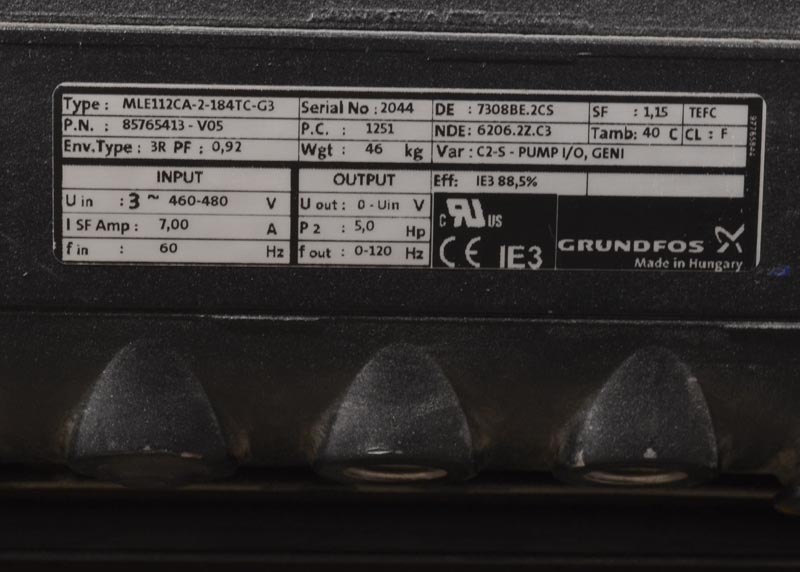 Type : MLE112CA-2-184TC-G3 Serial No : 2044 DE : 7308BE.2CS SF : 1,15 TEFC
P.N. : 85765413 - V05 P.C. : 1251 NDE: 6206.2Z.C3 Tamb: 40 C CL : F
Env.Type : 3R PF : 0,92 Wgt : 46 kg Var : C2-S - PUMP I/O, GENI
INPUT OUTPUT Eff: IE3 88,5%
U in : 3 ~ 460-480 V U out : 0 - Uin V
I SF Amp : 7,00 A P 2 : 5,0 Hp
f in : 60 Hz f out : 0-120 Hz
c RU US
CE IE3
GRUNDFOS
Made in Hungary